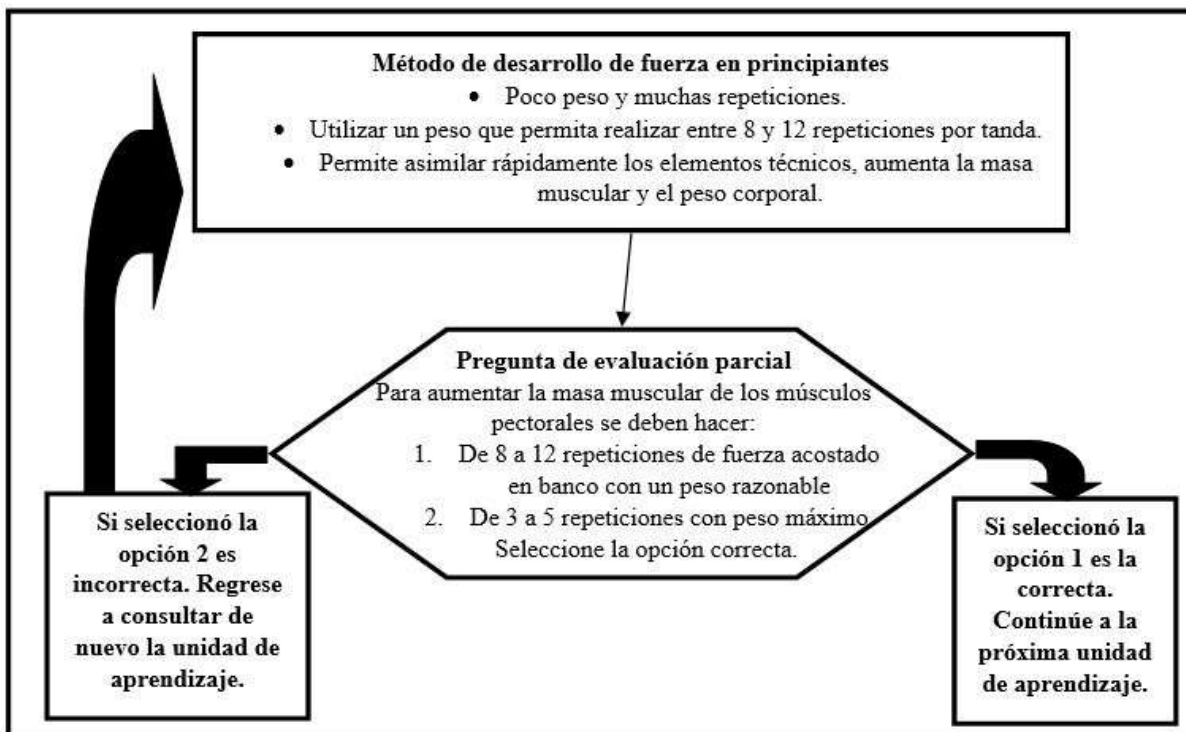 Método de desarrollo de fuerza en principiantes
• Poco peso y muchas repeticiones.
• Utilizar un peso que permita realizar entre 8 y 12 repeticiones por tanda.
• Permite asimilar rápidamente los elementos técnicos, aumenta la masa
muscular y el peso corporal.
Pregunta de evaluación parcial
Para aumentar la masa muscular de los músculos
pectorales se deben hacer:
1. De 8 a 12 repeticiones de fuerza acostado
en banco con un peso razonable
2. De 3 a 5 repeticiones con peso máximo
Seleccione la opción correcta.
Si seleccionó la
opción 2 es
incorrecta. Regrese
a consultar de
nuevo la unidad de
aprendizaje.
Si seleccionó la
opción 1 es la
correcta.
Continúe a la
próxima unidad
de aprendizaje.